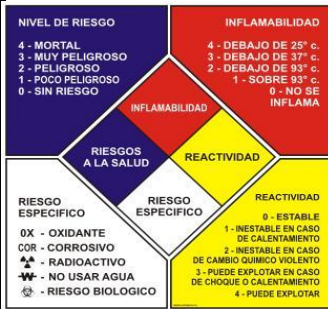 NIVEL DE RIESGO
4 - MORTAL
3 - MUY PELIGROSO
2 - PELIGROSO
1 - POCO PELIGROSO
0 - SIN RIESGO
INFLAMABILIDAD
4 - DEBAJO DE 25° c.
3 - DEBAJO DE 37° c.
2 - DEBAJO DE 93° c.
1 - SOBRE 93° c.
0 - NO SE
INFLAMA
INFLAMABILIDAD
RIESGOS
A LA SALUD
REACTIVIDAD
RIESGO
ESPECIFICO
RIESGO
ESPECIFICO
0X - OXIDANTE
COR - CORROSIVO
- RADIOACTIVO
W - NO USAR AGUA
- RIESGO BIOLOGICO
REACTIVIDAD
0 - ESTABLE
1 - INESTABLE EN CASO
DE CALENTAMIENTO
2 - INESTABLE EN CASO
DE CAMBIO QUIMICO VIOLENTO
3 - PUEDE EXPLOTAR EN CASO
DE CHOQUE O CALENTAMIENTO
4 - PUEDE EXPLOTAR